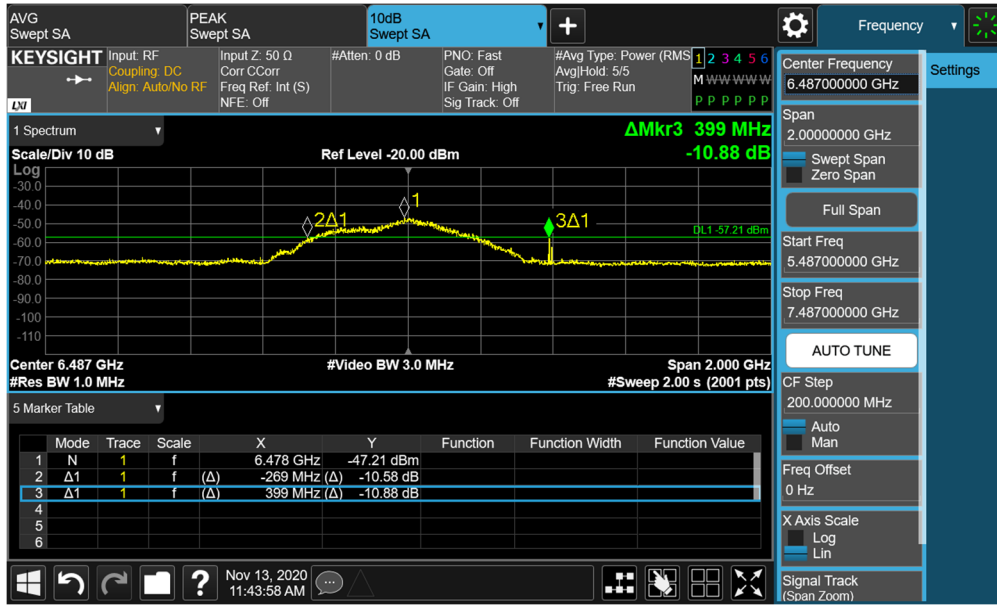 AVG
Swept SA
PEAK
Swept SA
10dB
Swept SA
Frequency
KEYSIGHT
LXI
Input: RF
Coupling: DC
Align: Auto/No RF
Input Z: 50 Ω
Corr CCorr
Freq Ref: Int (S)
NFE: Off
#Atten: 0 dB
PNO: Fast
Gate: Off
IF Gain: High
Sig Track: Off
#Avg Type: Power (RMS
Avg|Hold: 5/5
Trig: Free Run
1 2 3 4 5 6
M W W W W W
P P P P P P
1 Spectrum
Scale/Div 10 dB
Ref Level -20.00 dBm
ΔMkr3 399 MHz
-10.88 dB
Log
-30.0
-40.0
-50.0
-60.0
-70.0
-80.0
-90.0
-100
-110
2Δ1
1
3Δ1
DL1 -57.21 dBm
Center 6.487 GHz
#Video BW 3.0 MHz
Span 2.000 GHz
#Res BW 1.0 MHz
#Sweep 2.00 s (2001 pts)
5 Marker Table
Mode Trace Scale X Y Function Function Width Function Value
1 N 1 f 6.478 GHz -47.21 dBm
2 Δ1 1 f (Δ) -269 MHz (Δ) -10.58 dB
3 Δ1 1 f (Δ) 399 MHz (Δ) -10.88 dB
4
5
6
Nov 13, 2020
11:43:58 AM
Center Frequency
6.487000000 GHz
Settings
Span
2.00000000 GHz
Swept Span
Zero Span
Full Span
Start Freq
5.487000000 GHz
Stop Freq
7.487000000 GHz
AUTO TUNE
CF Step
200.000000 MHz
Auto
Man
Freq Offset
0 Hz
X Axis Scale
Log
Lin
Signal Track
(Span Zoom)